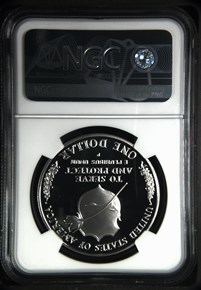 NGC
UNITED STATES OF AMERICA
TO SERVE
AND PROTECT
E PLURIBUS UNUM
P
ONE DOLLAR